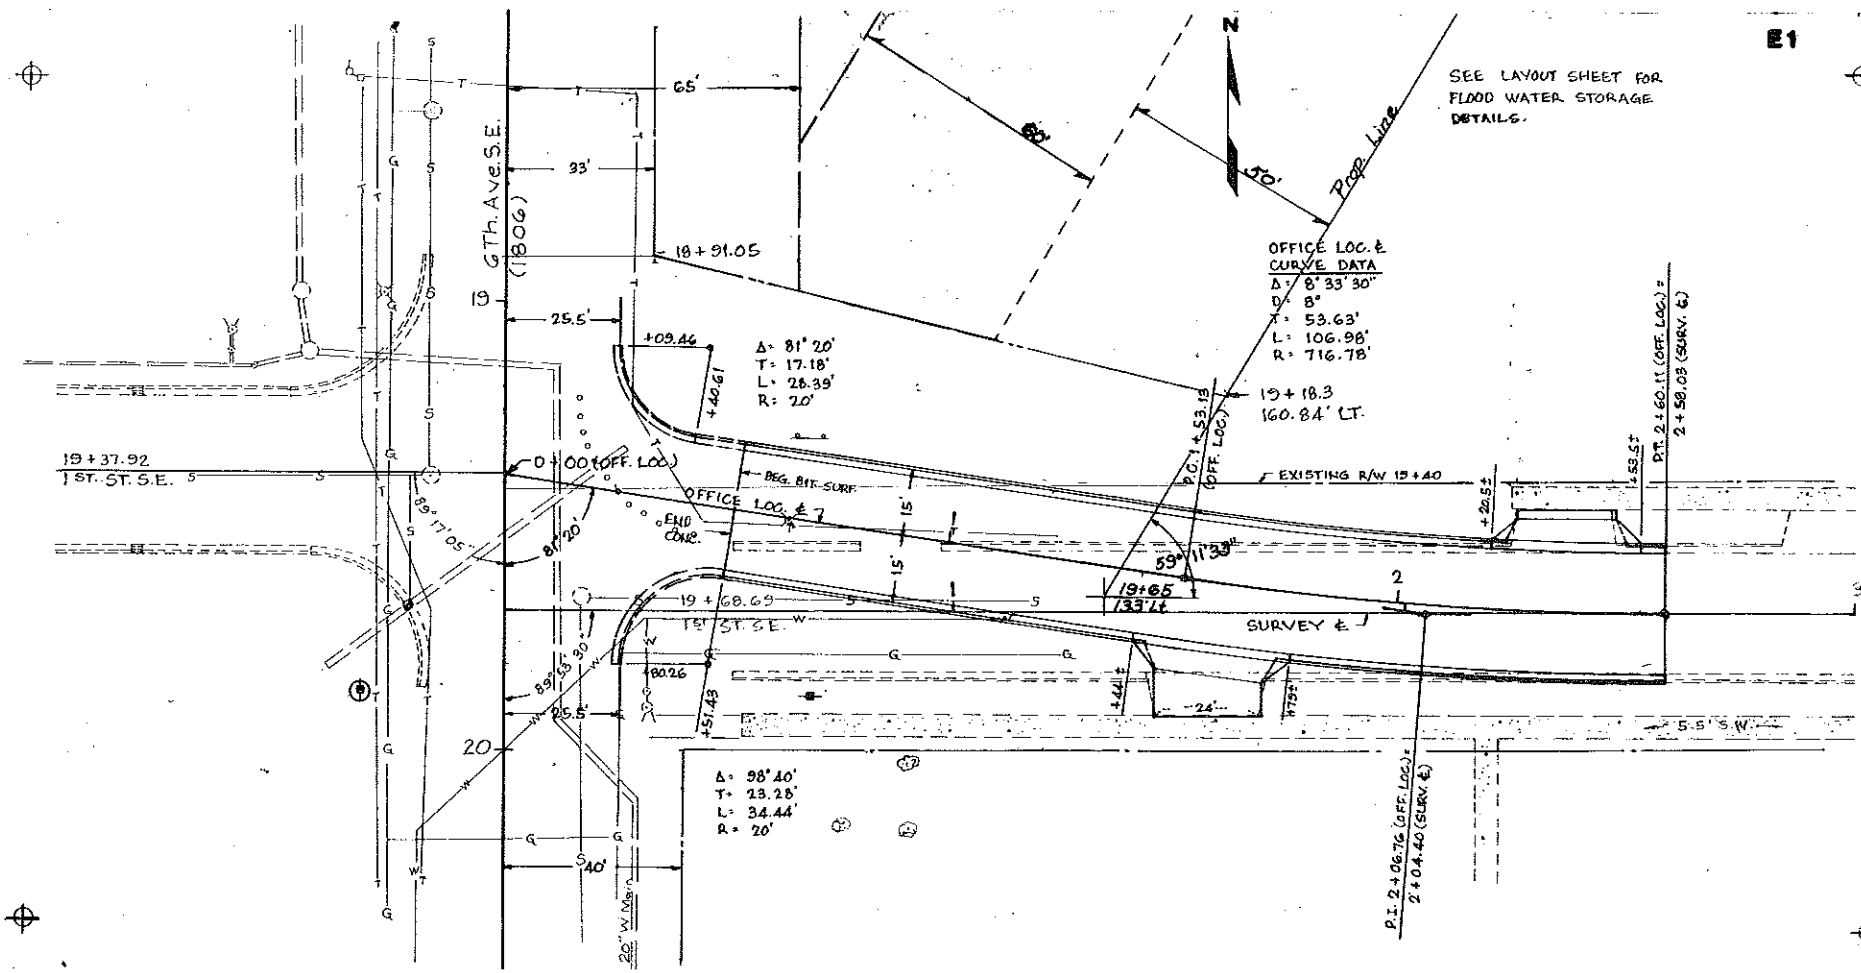 E1
N
SEE LAYOUT SHEET FOR
FLOOD WATER STORAGE
DETAILS.
65'
33'
50'
Prop. Line
6Th. Ave. S.E.
(1806)
18+91.05
19
25.5'
+09.46
+40.61
Δ= 81° 20'
T= 17.18'
L= 28.39'
R= 20'
OFFICE LOC. ⅊
CURVE DATA
Δ= 8° 33' 30"
D= 8°
T= 53.63'
L= 106.98'
R= 716.78'
19+18.3
160.84' LT.
P.C. 1+53.13
(OFF. LOC.)
P.T. 2+60.11 (OFF. LOC.) =
2+58.03 (SURV. ⅊)
19+37.92
1 ST. ST. S.E.
0+00 (OFF. LOC.)
BEG. BIT. SURF.
OFFICE LOC. ⅊
END
CONC.
EXISTING R/W 19+40
+25.5±
+53.5±
89° 17' 05"
81° 20'
15'
15'
1
1
59° 11' 33"
19+65
133' Lt
2
19+68.69
1 ST ST. S.E.
SURVEY ⅊
89° 53' 30"
+80.26
25.5'
+51.43
+44±
24'
+79±
5.5' S.W.
20
Δ= 98° 40'
T= 23.28'
L= 34.44'
R= 20'
40'
20" W. Main
P.I. 2+06.76 (OFF. LOC.) =
2+04.40 (SURV. ⅊)